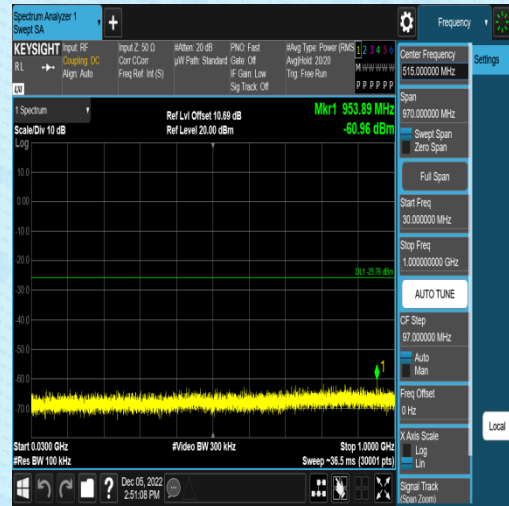 Spectrum Analyzer 1
Swept SA
+
Frequency
KEYSIGHT
RL
LXI
Input: RF
Coupling: DC
Align: Auto
Input Z: 50 Ω
Corr CCorr
Freq Ref: Int (S)
#Atten: 20 dB
µW Path: Standard
PNO: Fast
Gate: Off
IF Gain: Low
Sig Track: Off
#Avg Type: Power (RMS
Avg|Hold: 20/20
Trig: Free Run
1 2 3 4 5 6
M W W W W W
P P P P P P
1 Spectrum
Scale/Div 10 dB
Log
Ref Lvl Offset 10.69 dB
Ref Level 20.00 dBm
Mkr1 953.89 MHz
-60.96 dBm
10.0
0.00
-10.0
-20.0
-30.0
-40.0
-50.0
-60.0
-70.0
DL1 -25.76 dBm
1
Start 0.0300 GHz
#Res BW 100 kHz
#Video BW 300 kHz
Stop 1.0000 GHz
Sweep ~36.5 ms (30001 pts)
Dec 05, 2022
2:51:08 PM
?
Center Frequency
515.000000 MHz
Span
970.000000 MHz
Swept Span
Zero Span
Full Span
Start Freq
30.000000 MHz
Stop Freq
1.000000000 GHz
AUTO TUNE
CF Step
97.000000 MHz
Auto
Man
Freq Offset
0 Hz
X Axis Scale
Log
Lin
Signal Track
(Span Zoom)
Settings
Local